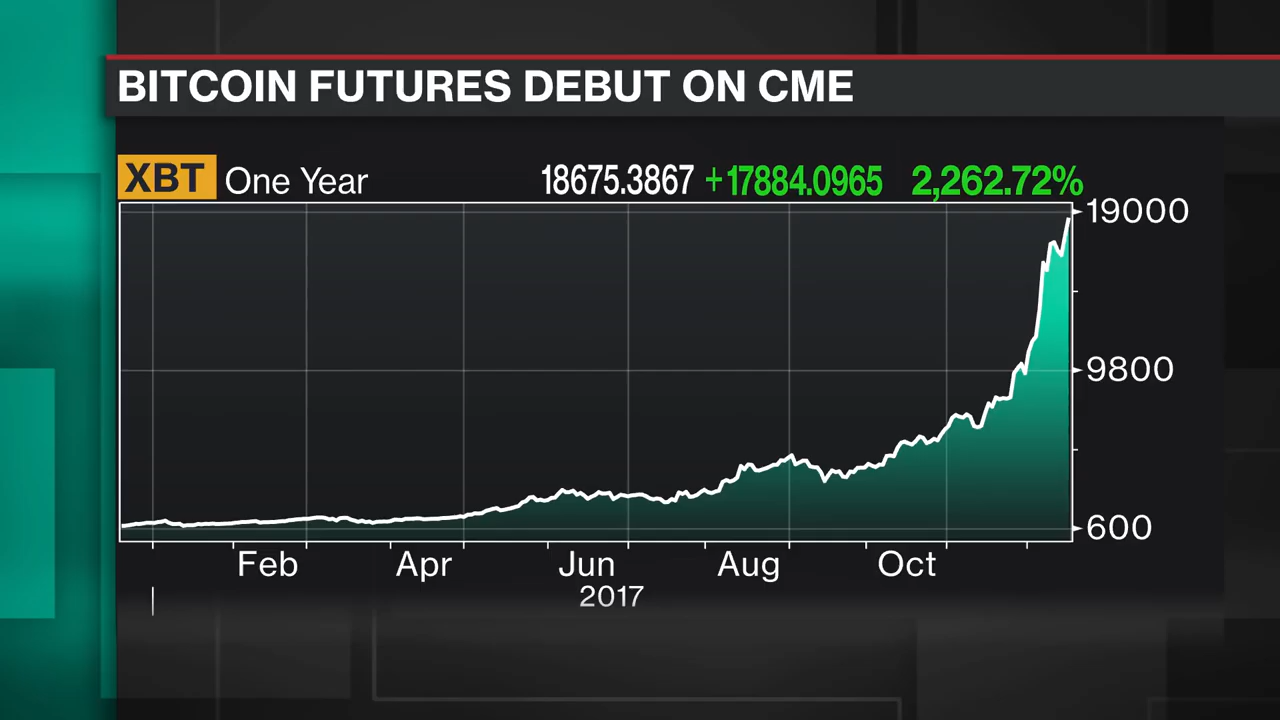 BITCOIN FUTURES DEBUT ON CME
XBT One Year 18675.3867 +17884.0965 2,262.72%
19000
9800
600
Feb Apr Jun Aug Oct
2017